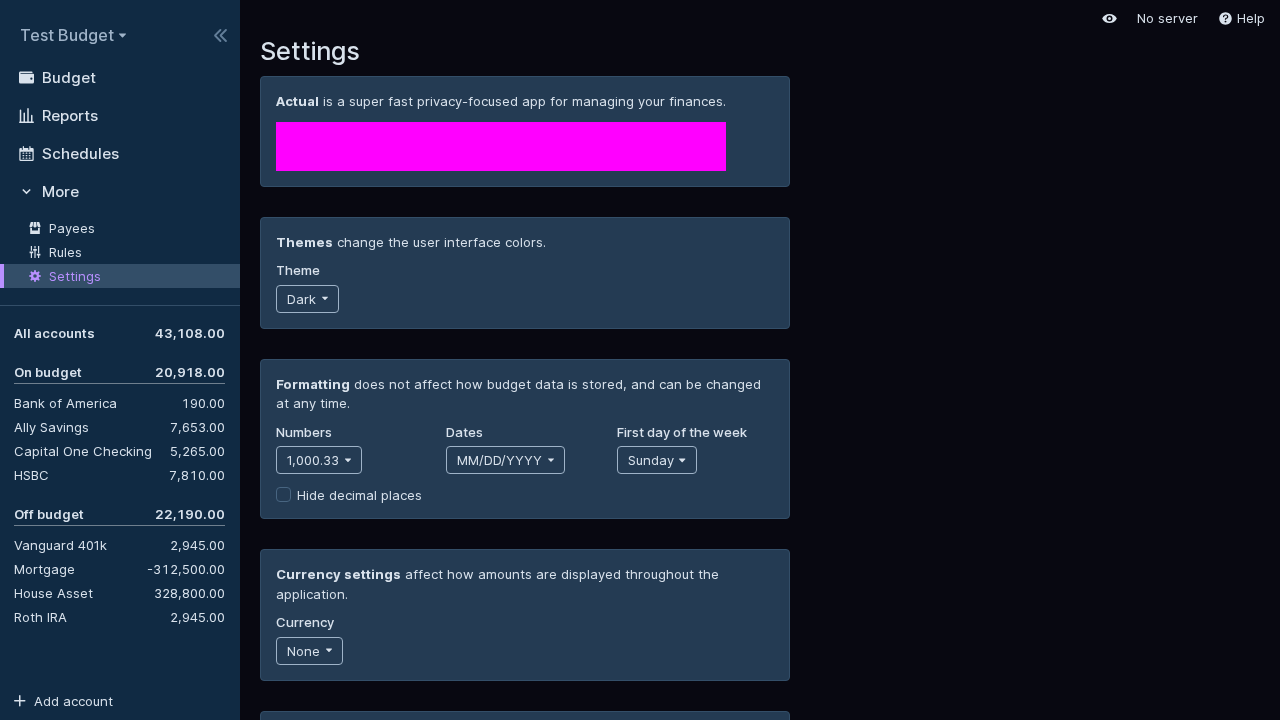 Test Budget
Budget
Reports
Schedules
More
Payees
Rules
Settings
All accounts 43,108.00
On budget 20,918.00
Bank of America 190.00
Ally Savings 7,653.00
Capital One Checking 5,265.00
HSBC 7,810.00
Off budget 22,190.00
Vanguard 401k 2,945.00
Mortgage -312,500.00
House Asset 328,800.00
Roth IRA 2,945.00
Add account
No server Help
Settings
Actual is a super fast privacy-focused app for managing your finances.
Themes change the user interface colors.
Theme
Dark
Formatting does not affect how budget data is stored, and can be changed
at any time.
Numbers Dates First day of the week
1,000.33 MM/DD/YYYY Sunday
Hide decimal places
Currency settings affect how amounts are displayed throughout the
application.
Currency
None